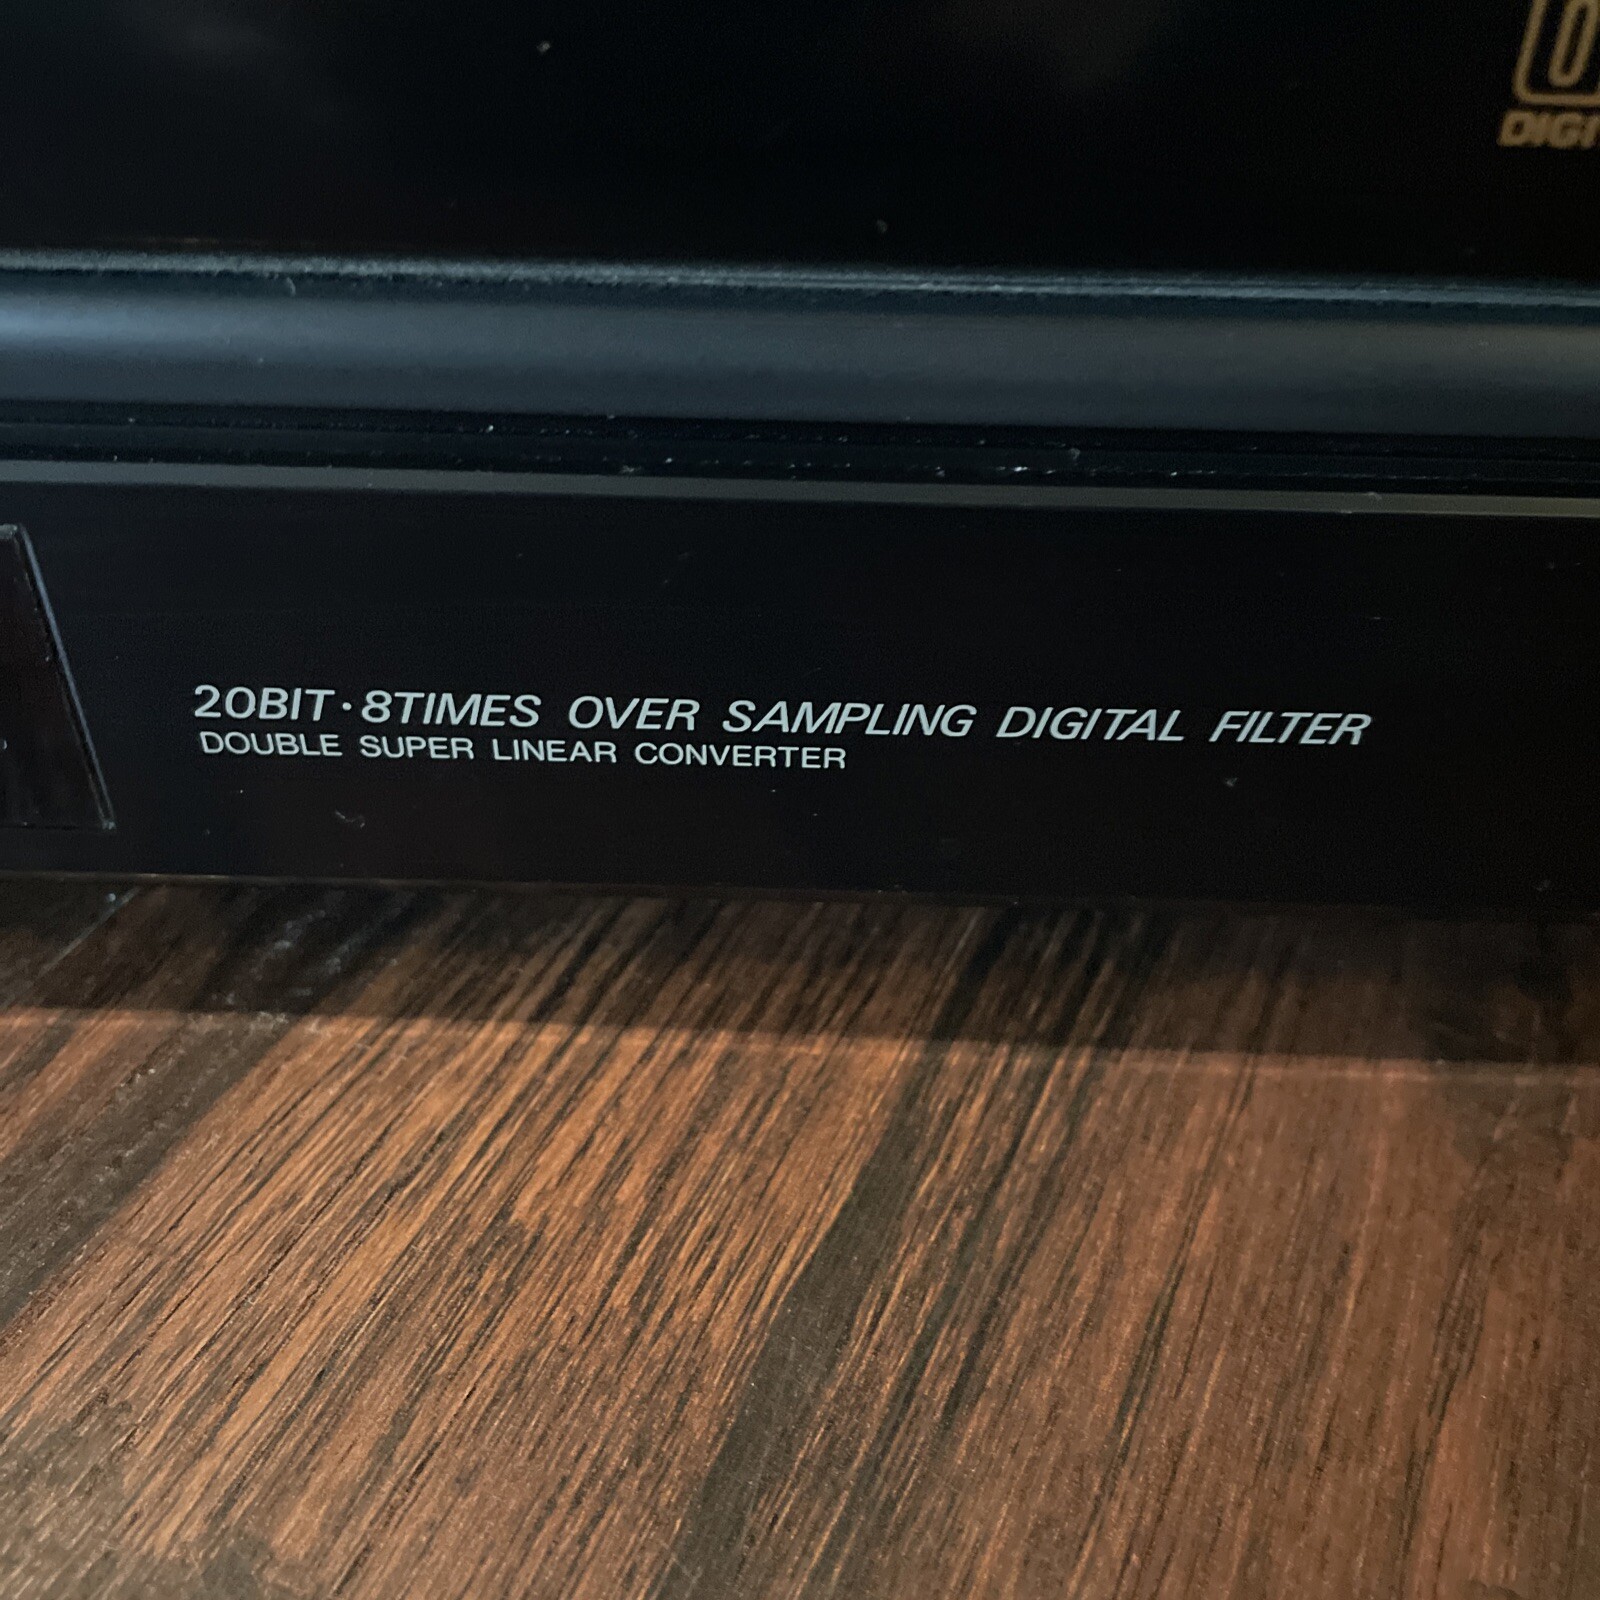 20BIT·8TIMES OVER SAMPLING DIGITAL FILTER
DOUBLE SUPER LINEAR CONVERTER